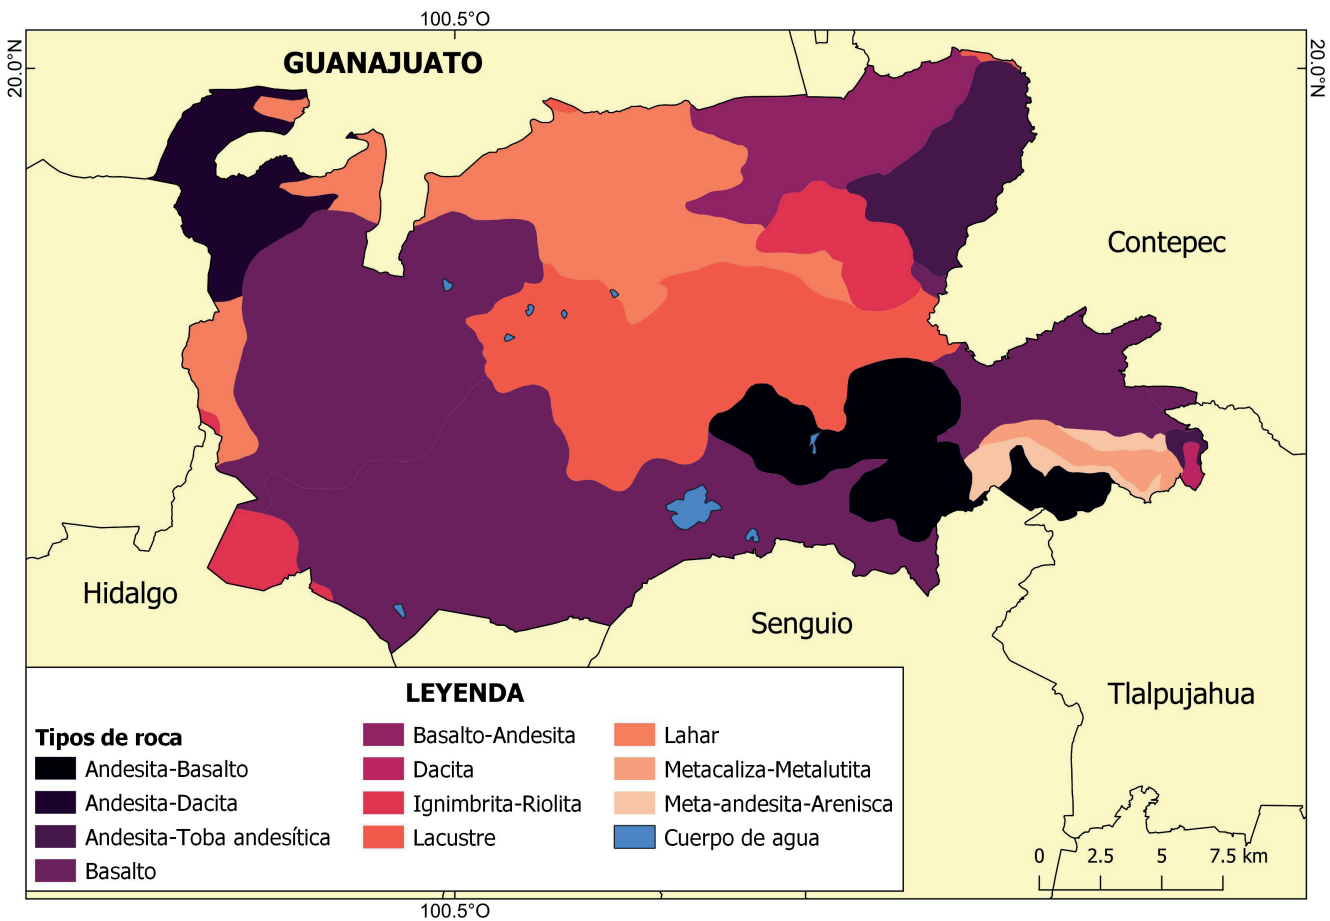 100.5°O
20.0°N
20.0°N
GUANAJUATO
Contepec
Hidalgo
Senguio
Tlalpujahua
LEYENDA
Tipos de roca
Andesita-Basalto
Andesita-Dacita
Andesita-Toba andesítica
Basalto
Basalto-Andesita
Dacita
Ignimbrita-Riolita
Lacustre
Lahar
Metacaliza-Metalutita
Meta-andesita-Arenisca
Cuerpo de agua
0 2.5 5 7.5 km
100.5°O